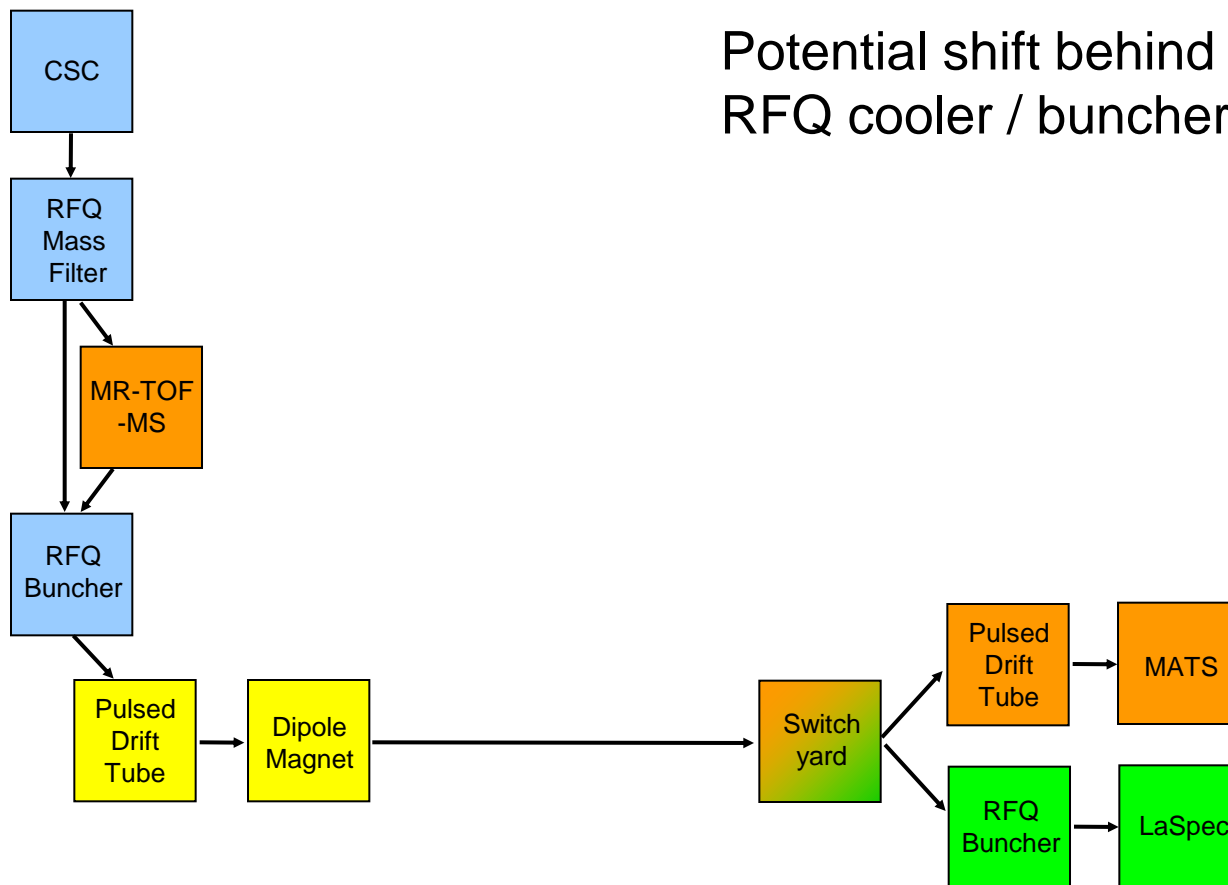 Potential shift behind
RFQ cooler / buncher
CSC
RFQ
Mass
Filter
MR-TOF
-MS
RFQ
Buncher
Pulsed
Drift
Tube
Dipole
Magnet
Switch
yard
Pulsed
Drift
Tube
MATS
RFQ
Buncher
LaSpec